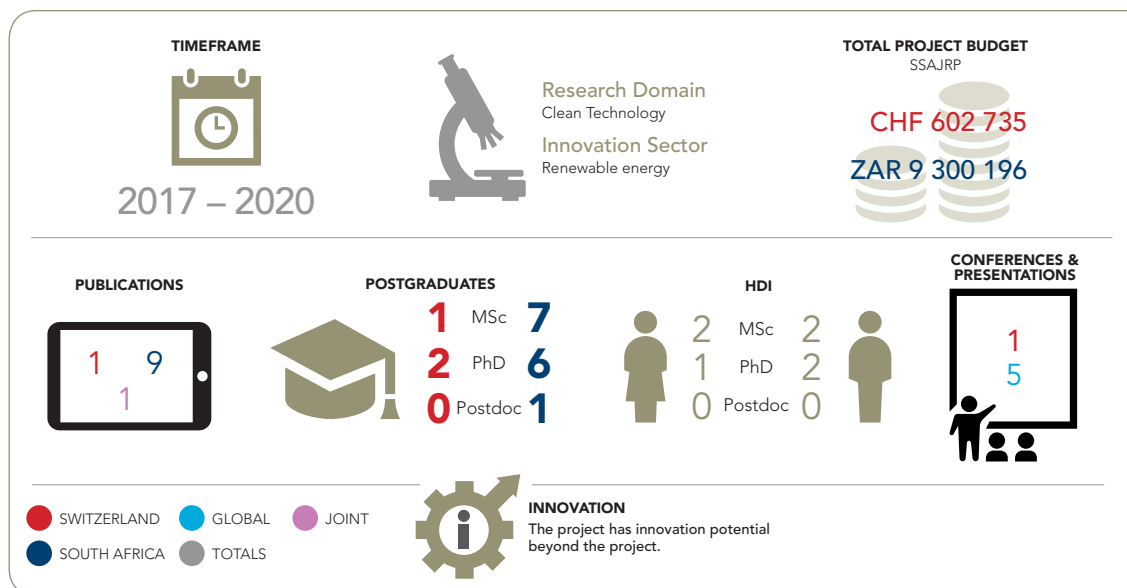 TIMEFRAME
2017 – 2020
Research Domain
Clean Technology
Innovation Sector
Renewable energy
TOTAL PROJECT BUDGET
SSAJRP
CHF 602 735
ZAR 9 300 196
PUBLICATIONS
1 9
1
POSTGRADUATES
1 MSc 7
2 PhD 6
0 Postdoc 1
HDI
2 MSc 2
1 PhD 2
0 Postdoc 0
CONFERENCES &
PRESENTATIONS
1
5
SWITZERLAND GLOBAL JOINT
SOUTH AFRICA TOTALS
i
INNOVATION
The project has innovation potential
beyond the project.